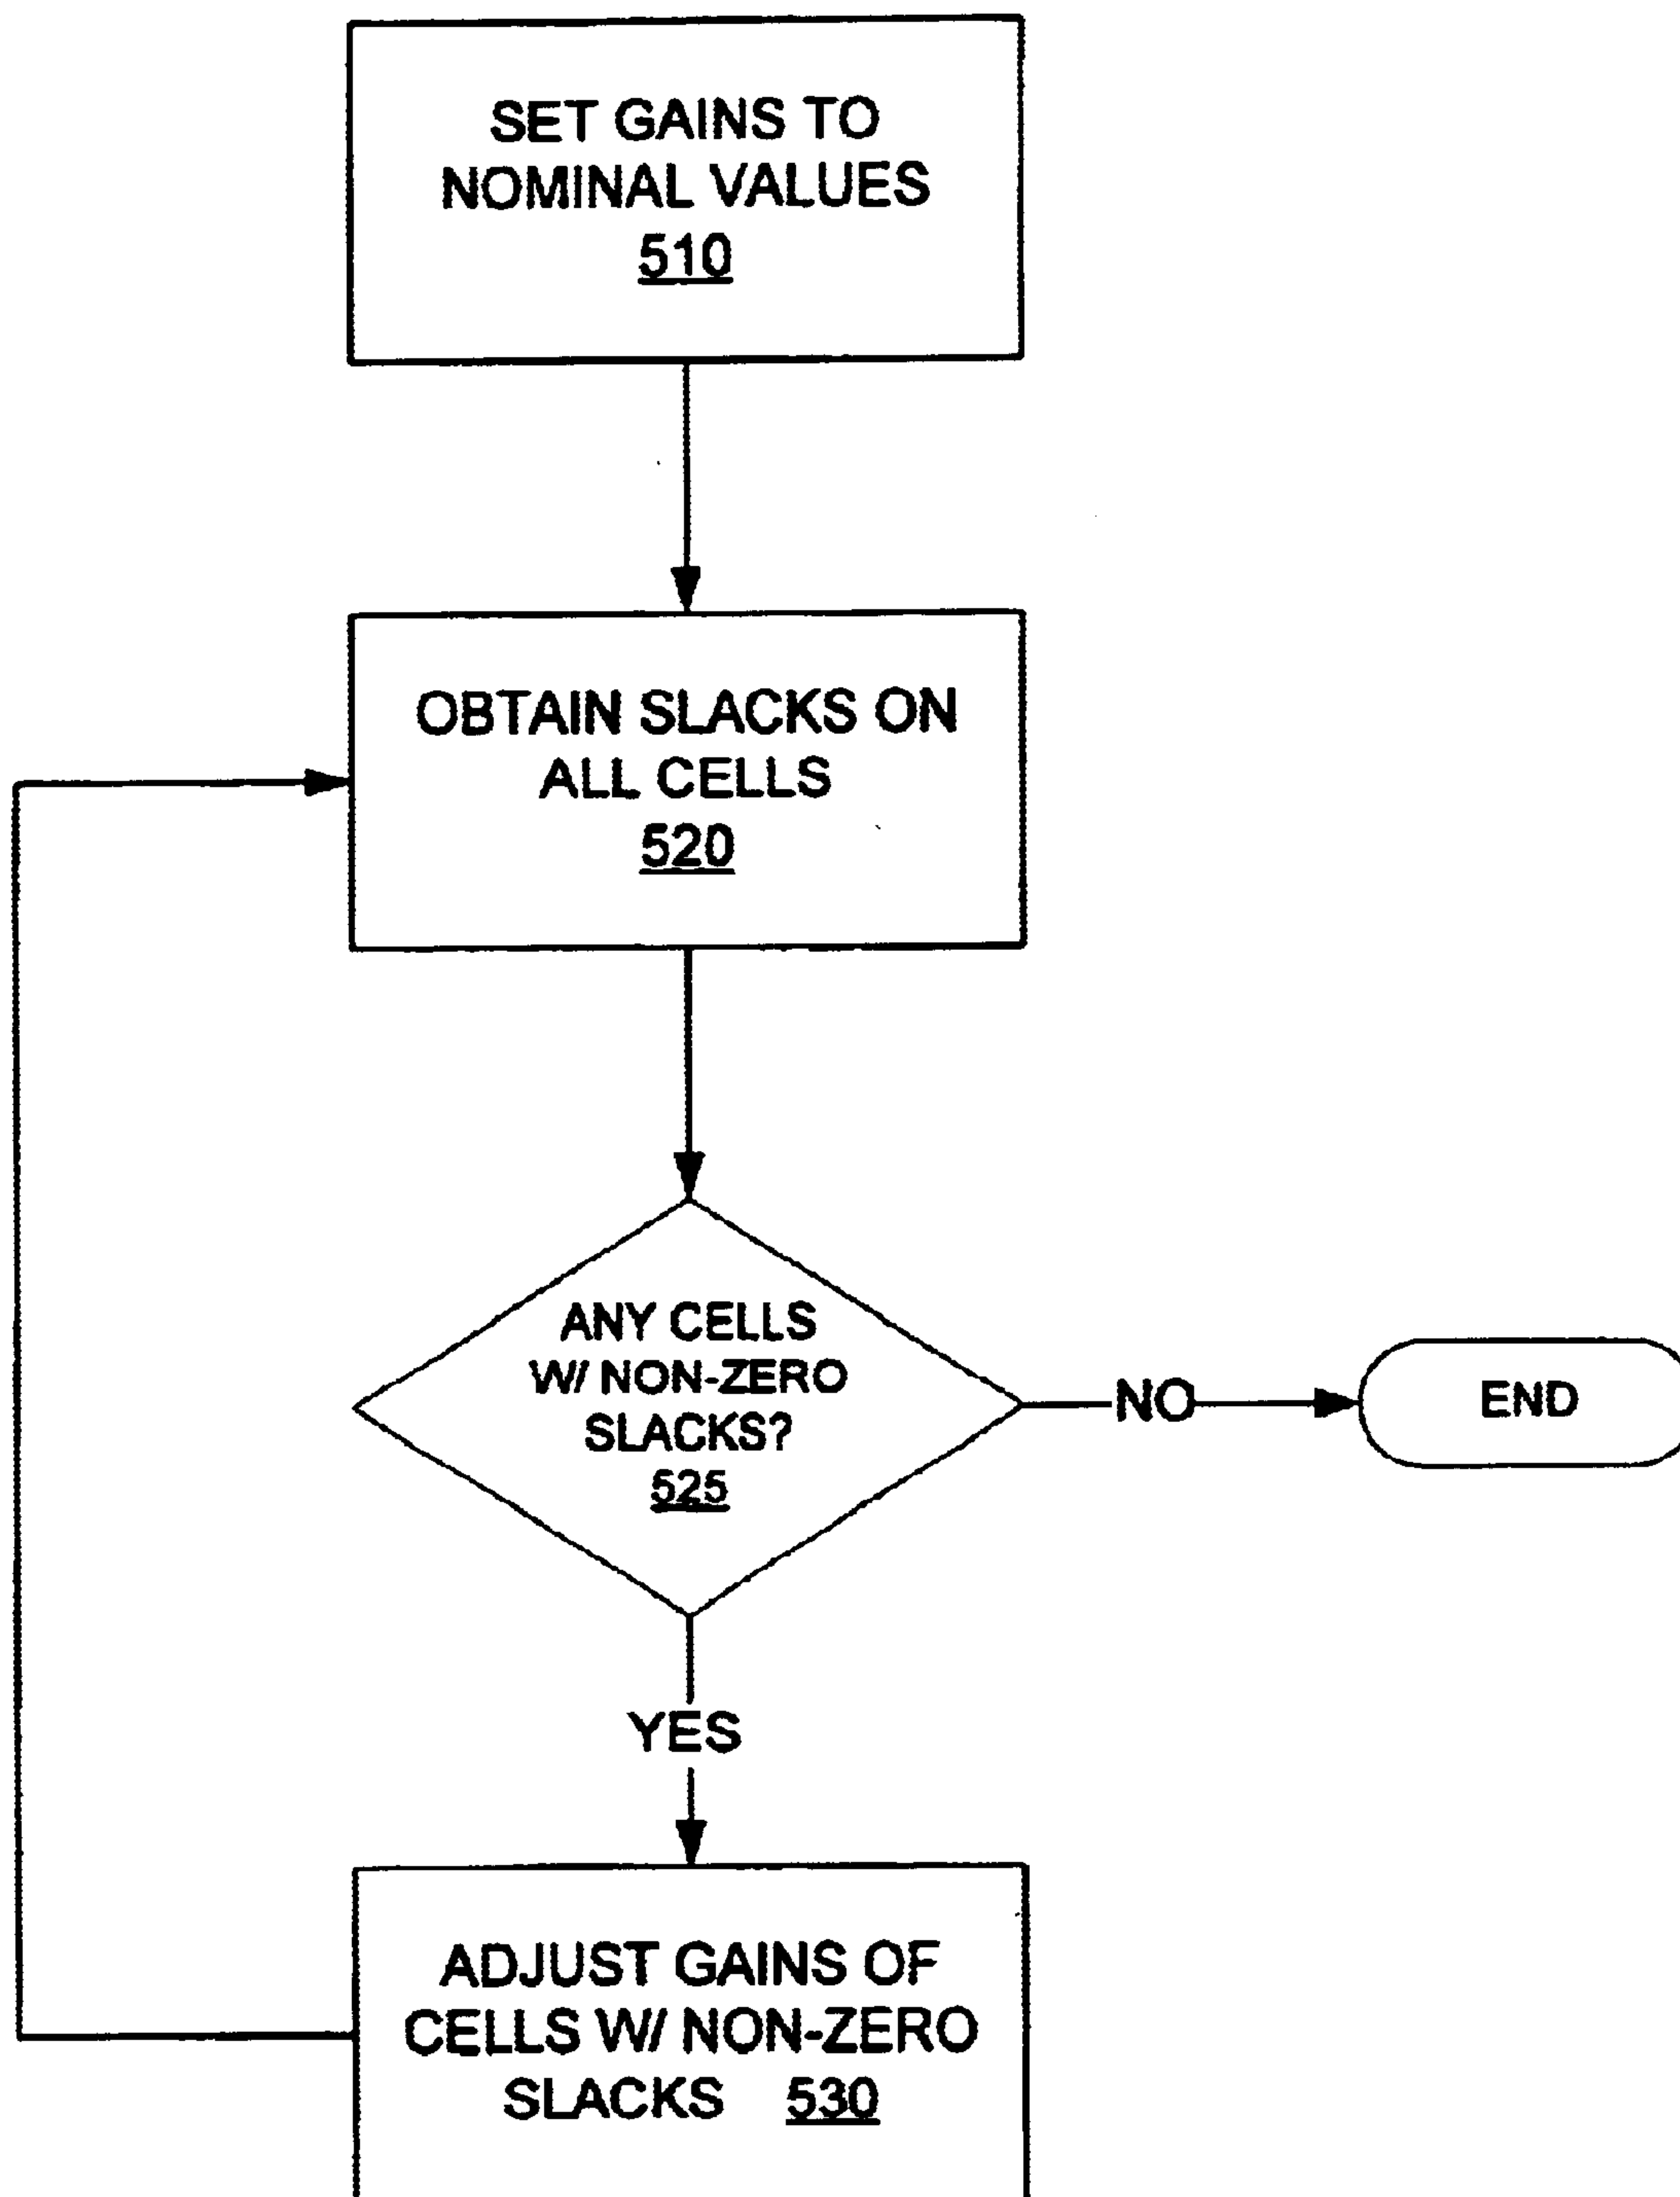 SET GAINS TO
NOMINAL VALUES
510
OBTAIN SLACKS ON
ALL CELLS
520
ANY CELLS
W/ NON-ZERO
SLACKS?
525
NO
END
YES
ADJUST GAINS OF
CELLS W/ NON-ZERO
SLACKS 530